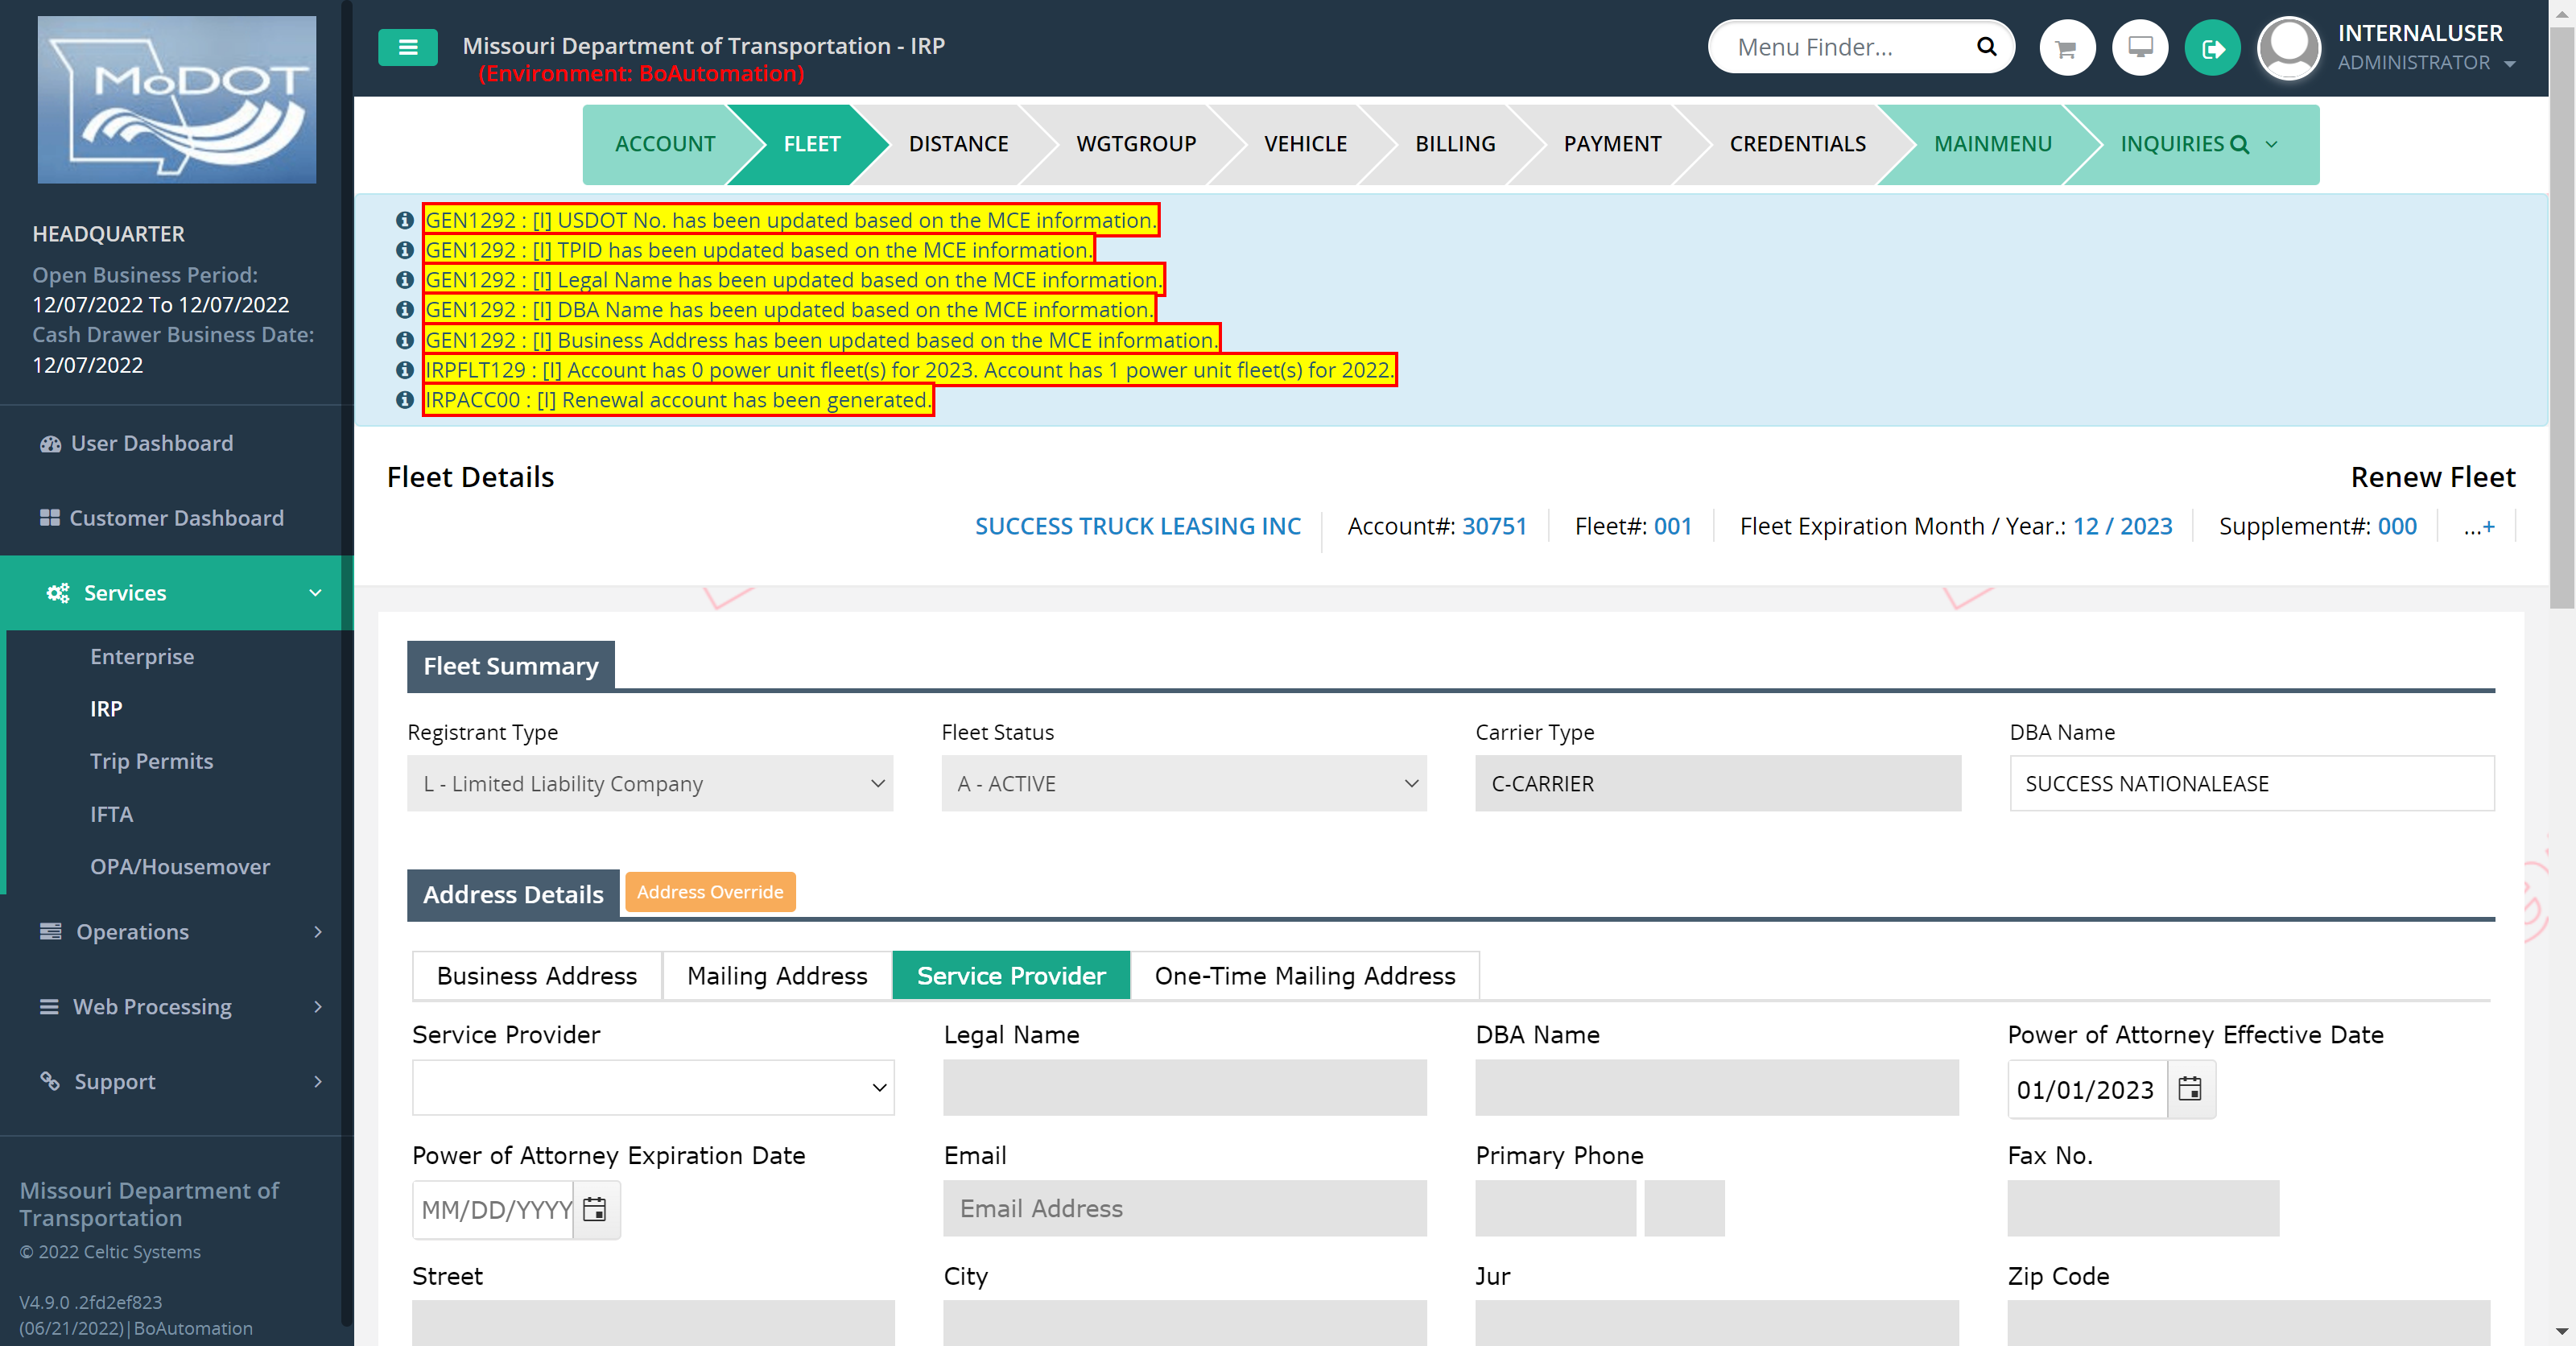 MoDOT
Missouri Department of Transportation - IRP
(Environment: BoAutomation)
Menu Finder...
INTERNALUSER
ADMINISTRATOR
HEADQUARTER
Open Business Period:
12/07/2022 To 12/07/2022
Cash Drawer Business Date:
12/07/2022
User Dashboard
Customer Dashboard
Services
Enterprise
IRP
Trip Permits
IFTA
OPA/Housemover
Operations
Web Processing
Support
Missouri Department of
Transportation
© 2022 Celtic Systems
V4.9.0 .2fd2ef823
(06/21/2022)|BoAutomation
ACCOUNT FLEET DISTANCE WGTGROUP VEHICLE BILLING PAYMENT CREDENTIALS MAINMENU INQUIRIES
GEN1292 : [I] USDOT No. has been updated based on the MCE information.
GEN1292 : [I] TPID has been updated based on the MCE information.
GEN1292 : [I] Legal Name has been updated based on the MCE information.
GEN1292 : [I] DBA Name has been updated based on the MCE information.
GEN1292 : [I] Business Address has been updated based on the MCE information.
IRPFLT129 : [I] Account has 0 power unit fleet(s) for 2023. Account has 1 power unit fleet(s) for 2022.
IRPACC00 : [I] Renewal account has been generated.
Fleet Details Renew Fleet
SUCCESS TRUCK LEASING INC Account#: 30751 Fleet#: 001 Fleet Expiration Month / Year.: 12 / 2023 Supplement#: 000 ...+
Fleet Summary
Registrant Type Fleet Status Carrier Type DBA Name
L - Limited Liability Company A - ACTIVE C-CARRIER SUCCESS NATIONALEASE
Address Details Address Override
Business Address Mailing Address Service Provider One-Time Mailing Address
Service Provider Legal Name DBA Name Power of Attorney Effective Date
01/01/2023
Power of Attorney Expiration Date Email Primary Phone Fax No.
MM/DD/YYYY Email Address
Street City Jur Zip Code